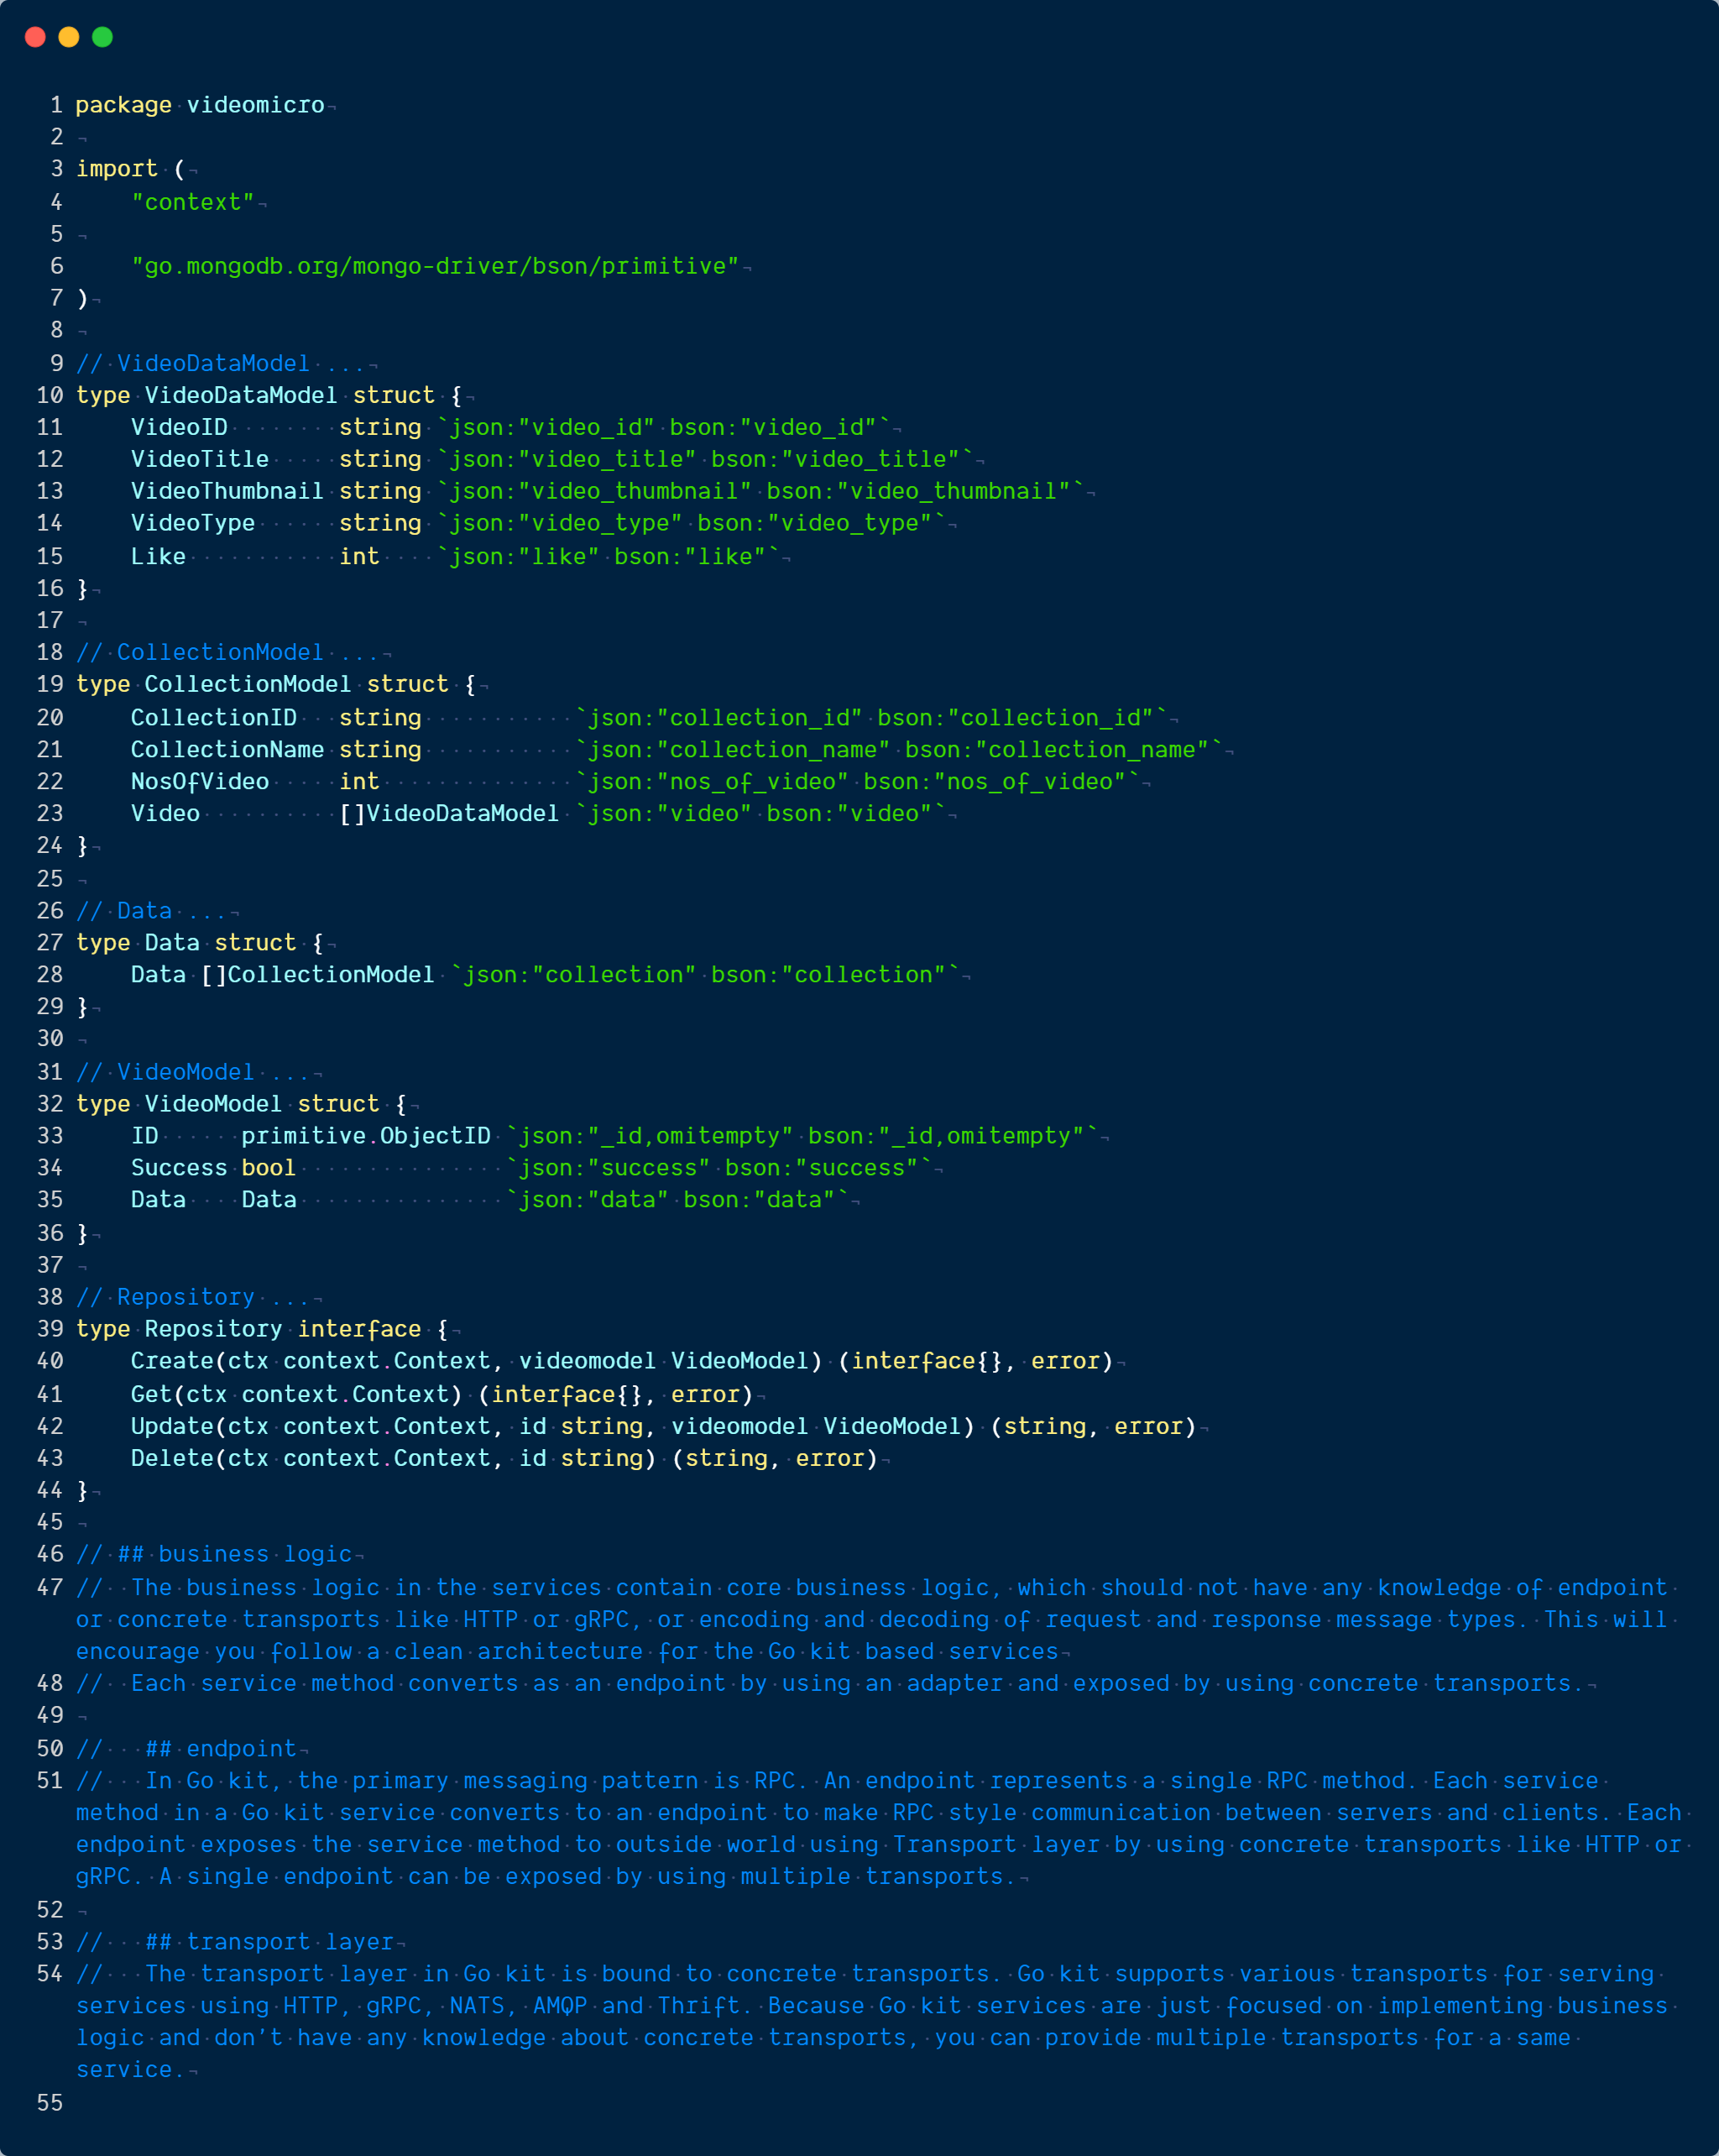 1 package videomicro
2
3 import (
4     "context"
5
6     "go.mongodb.org/mongo-driver/bson/primitive"
7 )
8
9 // VideoDataModel ...
10 type VideoDataModel struct {
11     VideoID        string `json:"video_id" bson:"video_id"`
12     VideoTitle     string `json:"video_title" bson:"video_title"`
13     VideoThumbnail string `json:"video_thumbnail" bson:"video_thumbnail"`
14     VideoType      string `json:"video_type" bson:"video_type"`
15     Like           int    `json:"like" bson:"like"`
16 }
17
18 // CollectionModel ...
19 type CollectionModel struct {
20     CollectionID   string           `json:"collection_id" bson:"collection_id"`
21     CollectionName string           `json:"collection_name" bson:"collection_name"`
22     NosOfVideo     int              `json:"nos_of_video" bson:"nos_of_video"`
23     Video          []VideoDataModel `json:"video" bson:"video"`
24 }
25
26 // Data ...
27 type Data struct {
28     Data []CollectionModel `json:"collection" bson:"collection"`
29 }
30
31 // VideoModel ...
32 type VideoModel struct {
33     ID      primitive.ObjectID `json:"_id,omitempty" bson:"_id,omitempty"`
34     Success bool               `json:"success" bson:"success"`
35     Data    Data               `json:"data" bson:"data"`
36 }
37
38 // Repository ...
39 type Repository interface {
40     Create(ctx context.Context, videomodel VideoModel) (interface{}, error)
41     Get(ctx context.Context) (interface{}, error)
42     Update(ctx context.Context, id string, videomodel VideoModel) (string, error)
43     Delete(ctx context.Context, id string) (string, error)
44 }
45
46 // ## business logic
47 //  The business logic in the services contain core business logic, which should not have any knowledge of endpoint
or concrete transports like HTTP or gRPC, or encoding and decoding of request and response message types. This will
encourage you follow a clean architecture for the Go kit based services
48 //  Each service method converts as an endpoint by using an adapter and exposed by using concrete transports.
49
50 //   ## endpoint
51 //   In Go kit, the primary messaging pattern is RPC. An endpoint represents a single RPC method. Each service
method in a Go kit service converts to an endpoint to make RPC style communication between servers and clients. Each
endpoint exposes the service method to outside world using Transport layer by using concrete transports like HTTP or
gRPC. A single endpoint can be exposed by using multiple transports.
52
53 //   ## transport layer
54 //   The transport layer in Go kit is bound to concrete transports. Go kit supports various transports for serving
services using HTTP, gRPC, NATS, AMQP and Thrift. Because Go kit services are just focused on implementing business
logic and don’t have any knowledge about concrete transports, you can provide multiple transports for a same
service.
55